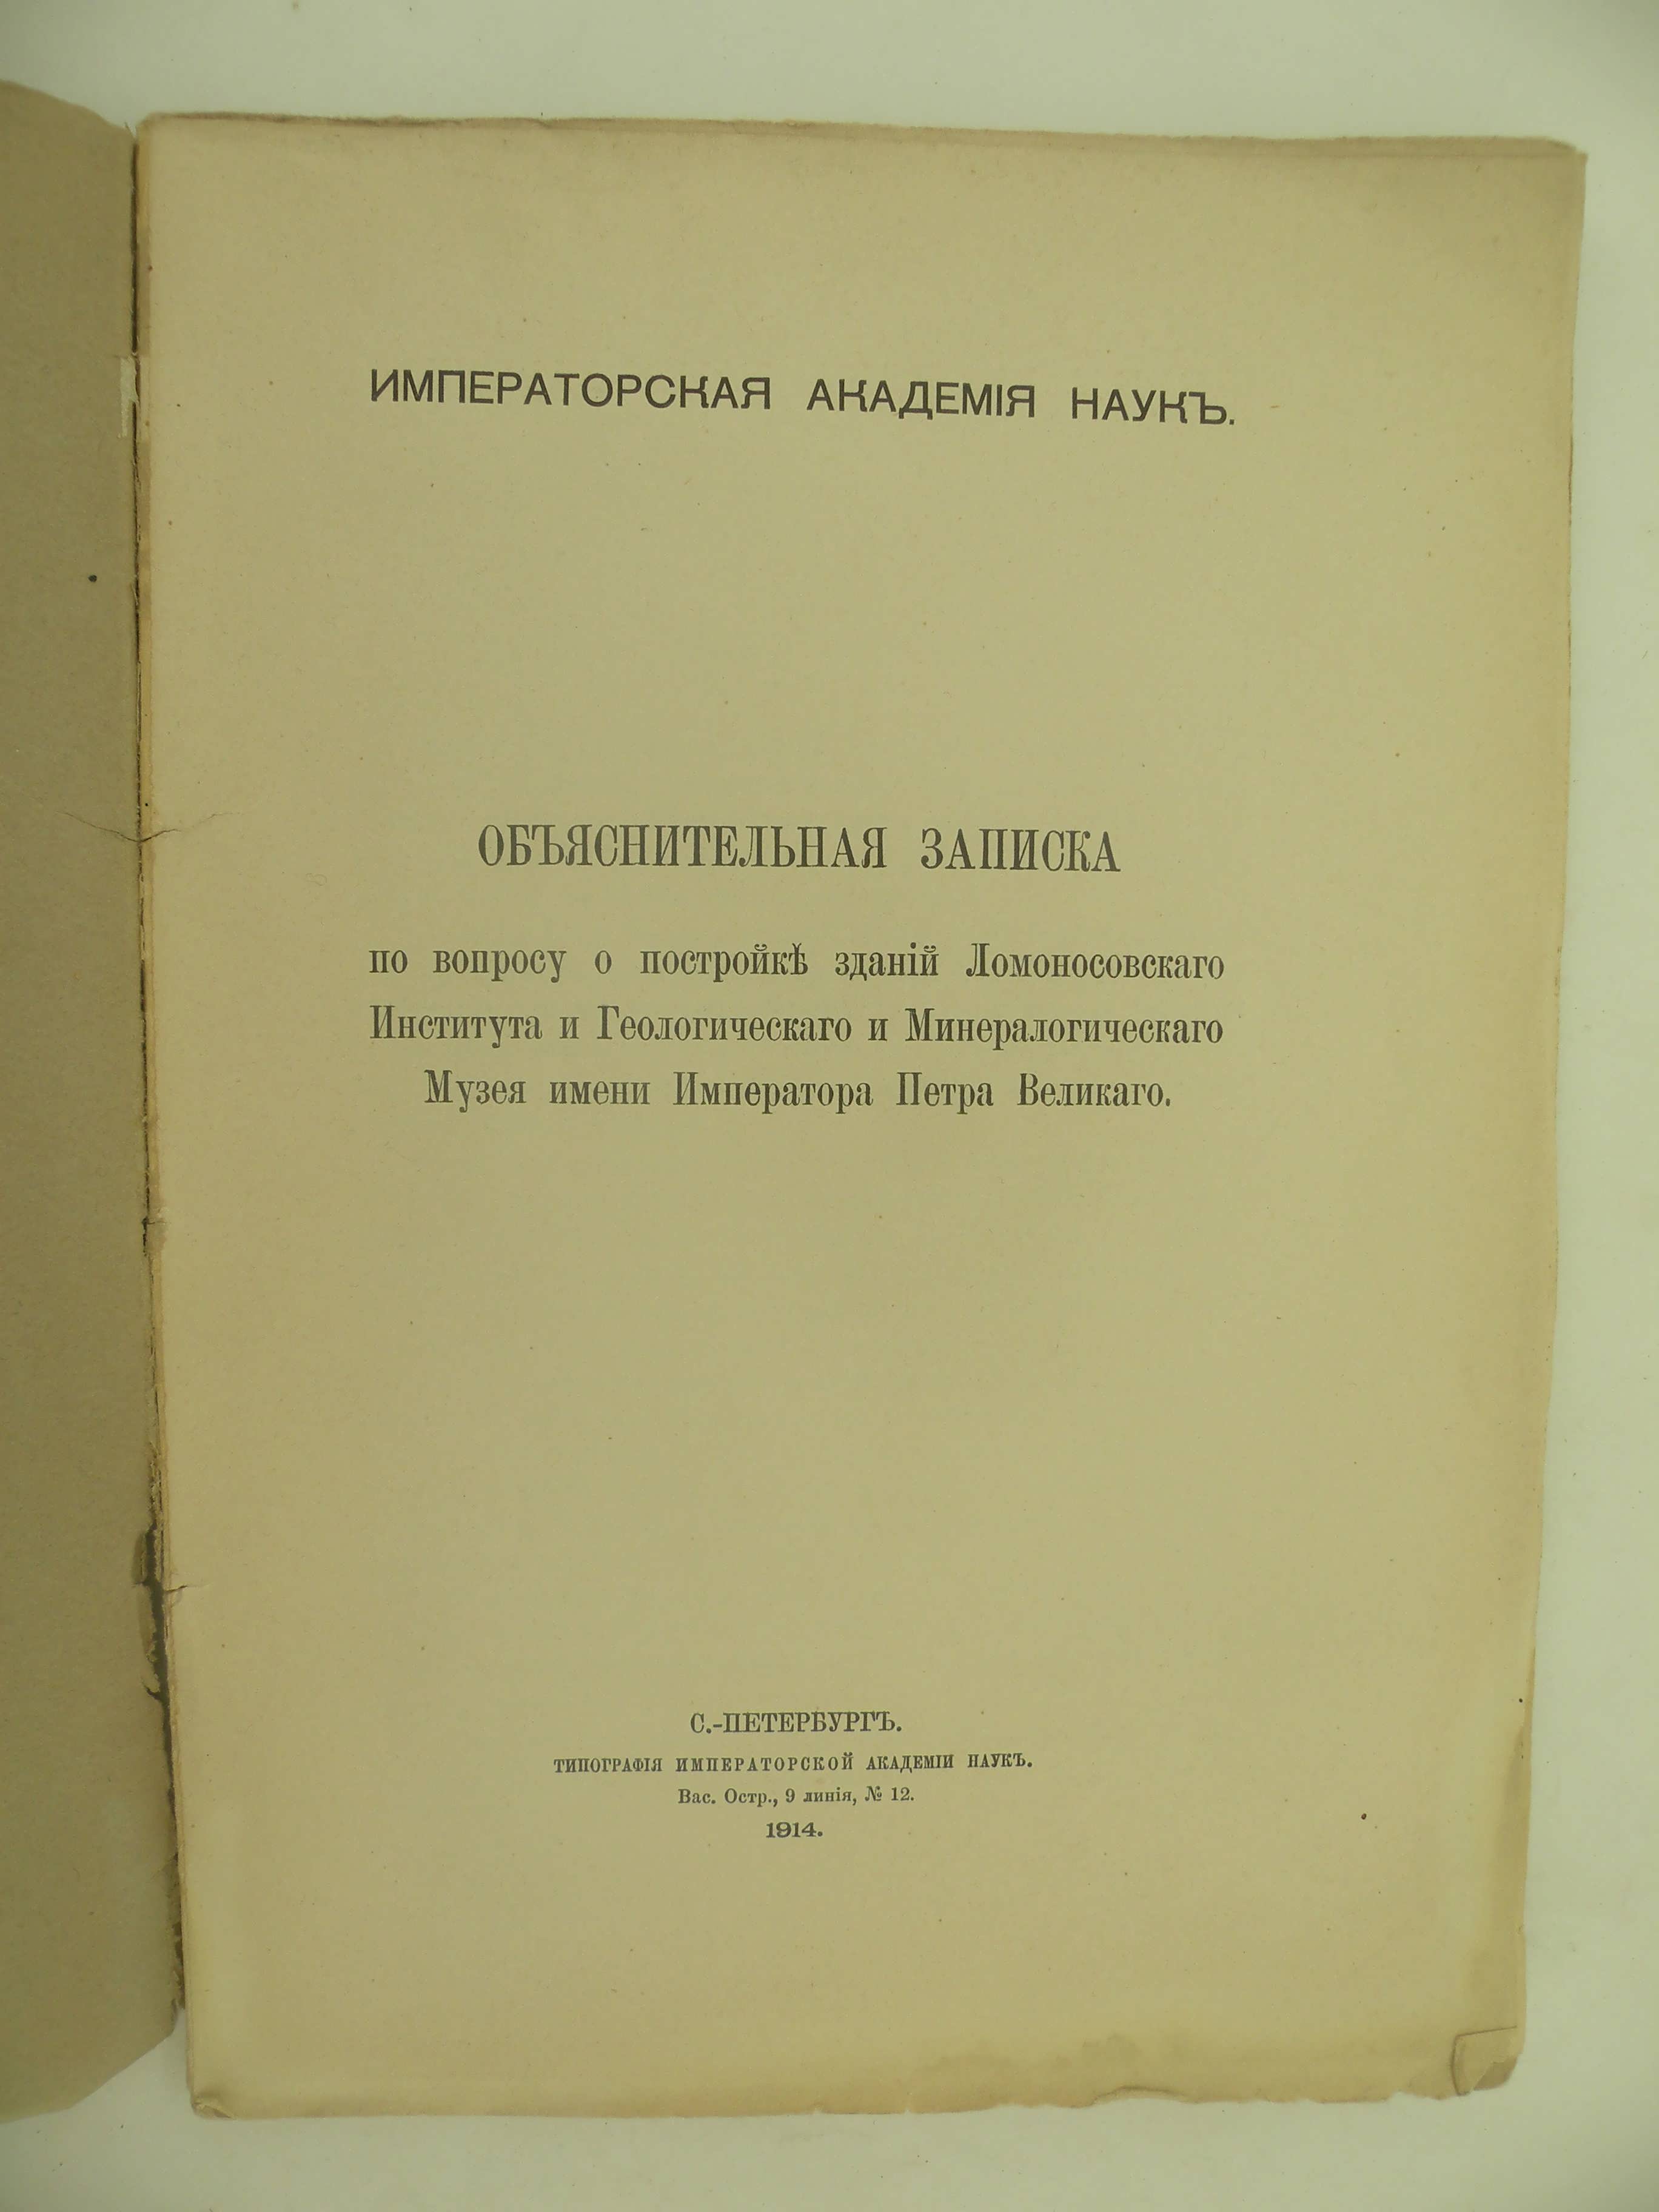 ИМПЕРАТОРСКАЯ АКАДЕМІЯ НАУКЪ.
ОБЪЯСНИТЕЛЬНАЯ ЗАПИСКА
по вопросу о постройкѣ зданій Ломоносовскаго
Института и Геологическаго и Минералогическаго
Музея имени Императора Петра Великаго.
С.-ПЕТЕРБУРГЪ.
ТИПОГРАФІЯ ИМПЕРАТОРСКОЙ АКАДЕМІИ НАУКЪ.
Вас. Остр., 9 линія, № 12.
1914.